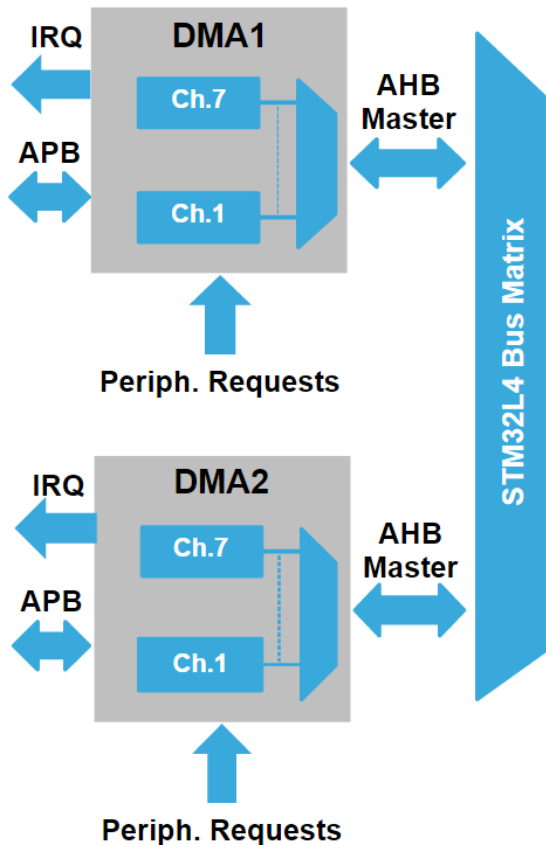 DMA1
IRQ
Ch.7
AHB
Master
APB
Ch.1
Periph. Requests
STM32L4 Bus Matrix
DMA2
IRQ
Ch.7
AHB
Master
APB
Ch.1
Periph. Requests